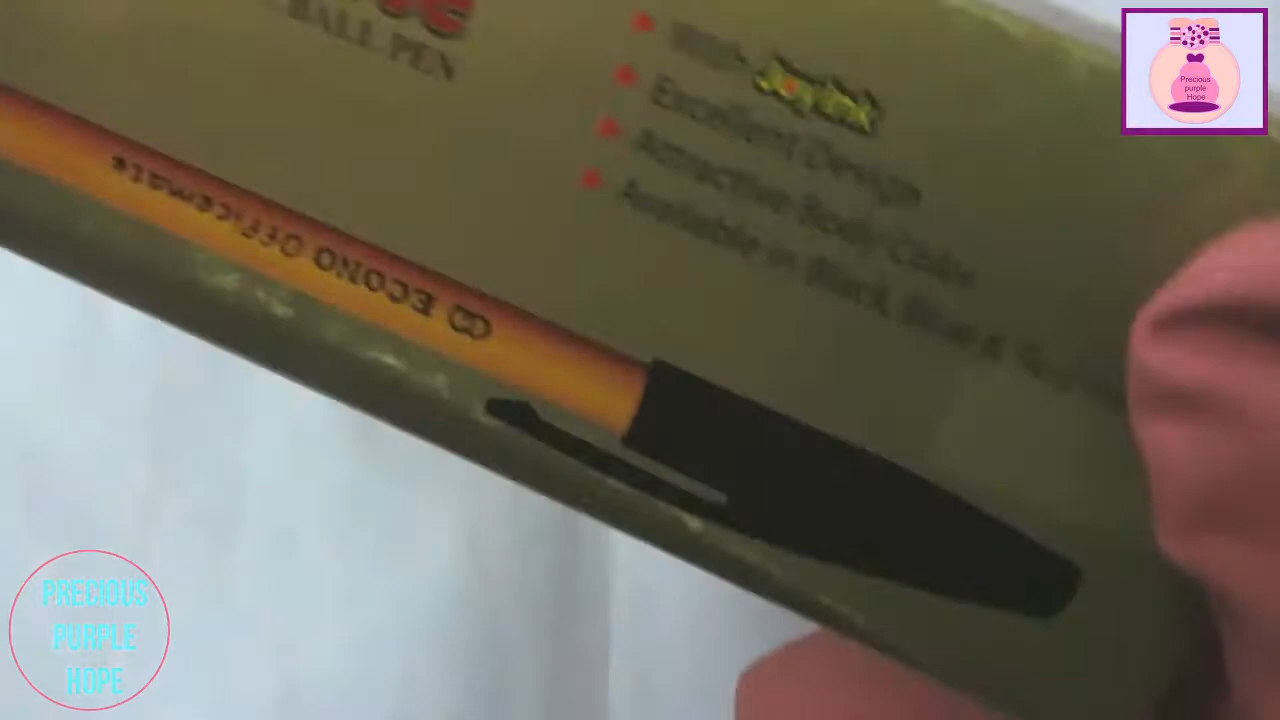 BALL PEN
With
Excellent Design
Attractive Body Color
Available in Black, Blue &
ECONO Officemate
Precious
purple
Hope
PRECIOUS
PURPLE
HOPE